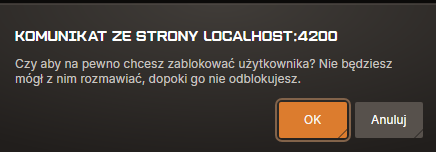 KOMUNIKAT ZE STRONY LOCALHOST:4200
Czy aby na pewno chcesz zablokować użytkownika? Nie będziesz
mógł z nim rozmawiać, dopoki go nie odblokujesz.
OK Anuluj